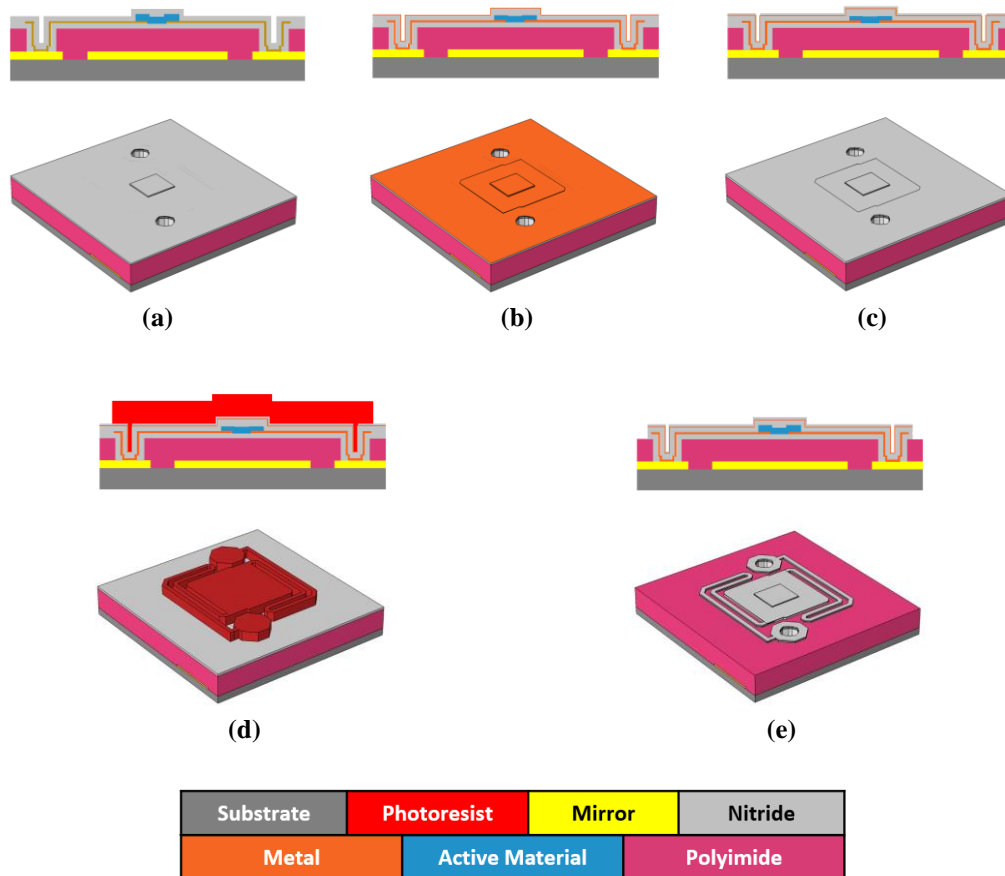 (a)
(b)
(c)
(d)
(e)
Substrate Photoresist Mirror Nitride
Metal Active Material Polyimide